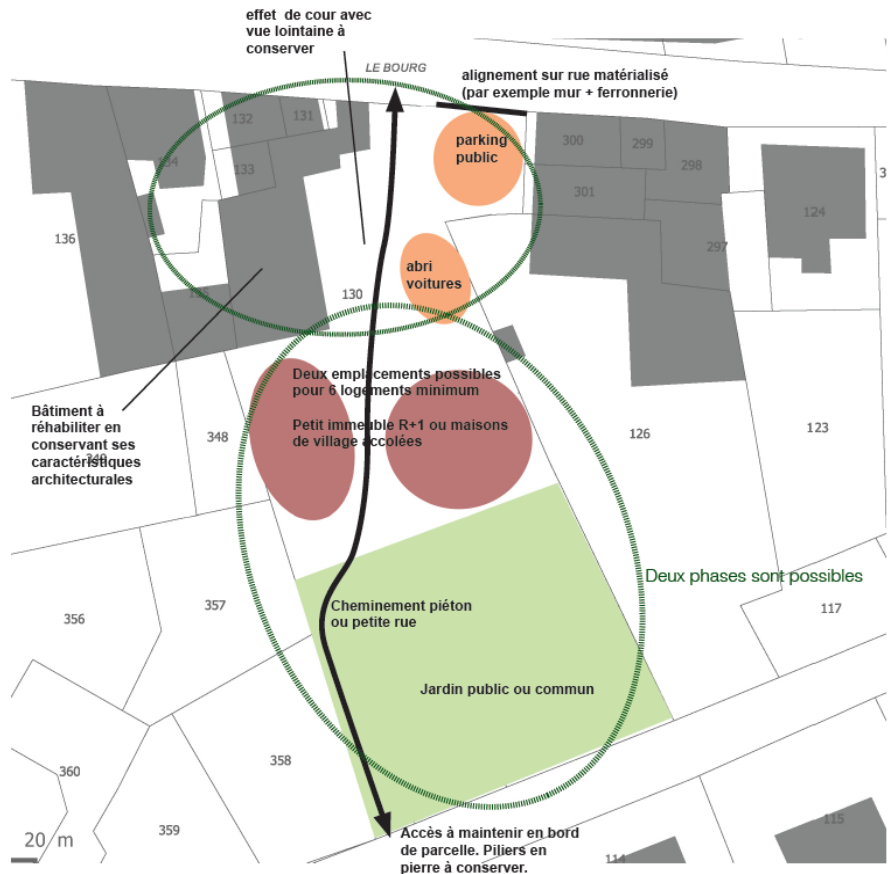 effet de cour avec
vue lointaine à
conserver
LE BOURG
alignement sur rue matérialisé
(par exemple mur + ferronnerie)
132
131
300
299
298
parking
public
134
133
301
124
136
297
abri
voitures
130
Deux emplacements possibles
pour 6 logements minimum
Bâtiment à
réhabiliter en
conservant ses
caractéristiques
architecturales
348
Petit immeuble R+1 ou maisons
de village accolées
126
123
349
Deux phases sont possibles
356
357
Cheminement piéton
ou petite rue
117
Jardin public ou commun
358
360
359
115
20 m
Accès à maintenir en bord
de parcelle. Piliers en
pierre à conserver.
114